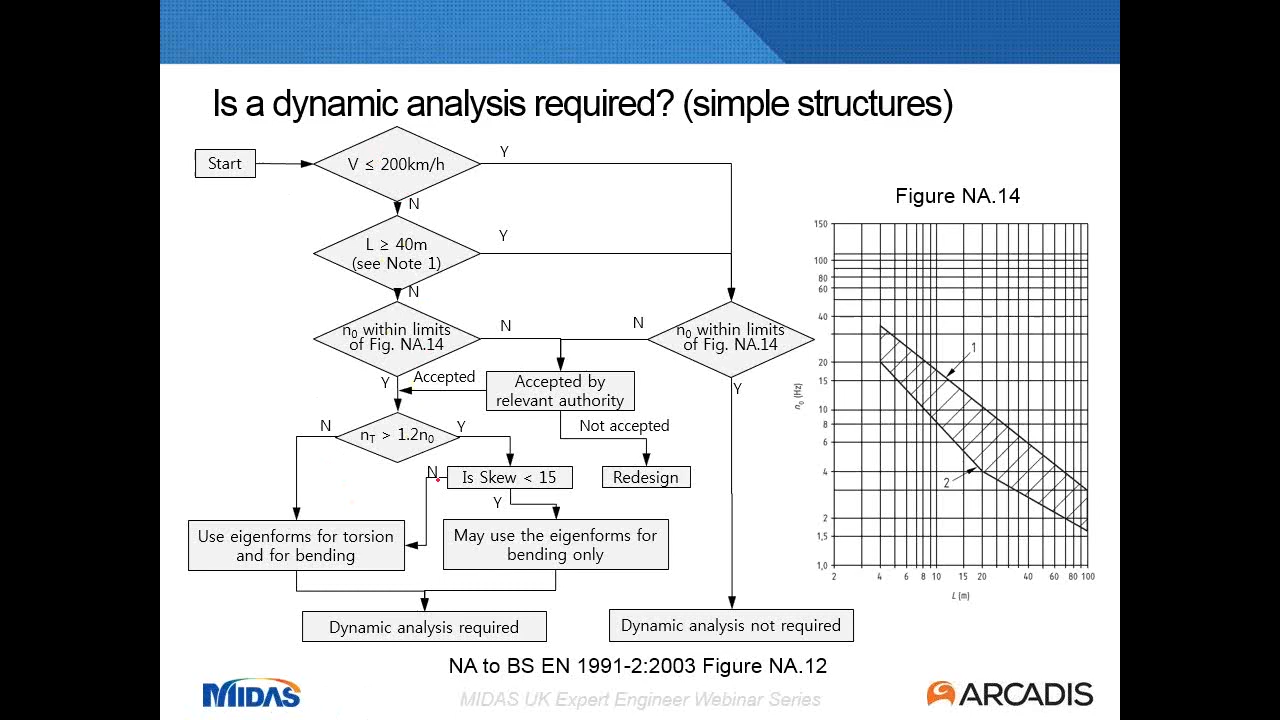 Is a dynamic analysis required? (simple structures)
Start
V ≤ 200km/h
Y
N
L ≥ 40m
(see Note 1)
Y
N
n0 within limits
of Fig. NA.14
N
N
n0 within limits
of Fig. NA.14
Y
Accepted
Accepted by
relevant authority
Y
Not accepted
N
nT > 1.2n0
Y
N
Is Skew < 15
Redesign
Y
Use eigenforms for torsion
and for bending
May use the eigenforms for
bending only
Dynamic analysis required
Dynamic analysis not required
Figure NA.14
150
100
80
60
40
20
15
10
8
6
4
2
1,5
1,0
n0 (Hz)
1
2
2
4
6
8
10
15
20
40
60
80
100
L (m)
NA to BS EN 1991-2:2003 Figure NA.12
MIDAS
MIDAS UK Expert Engineer Webinar Series
ARCADIS